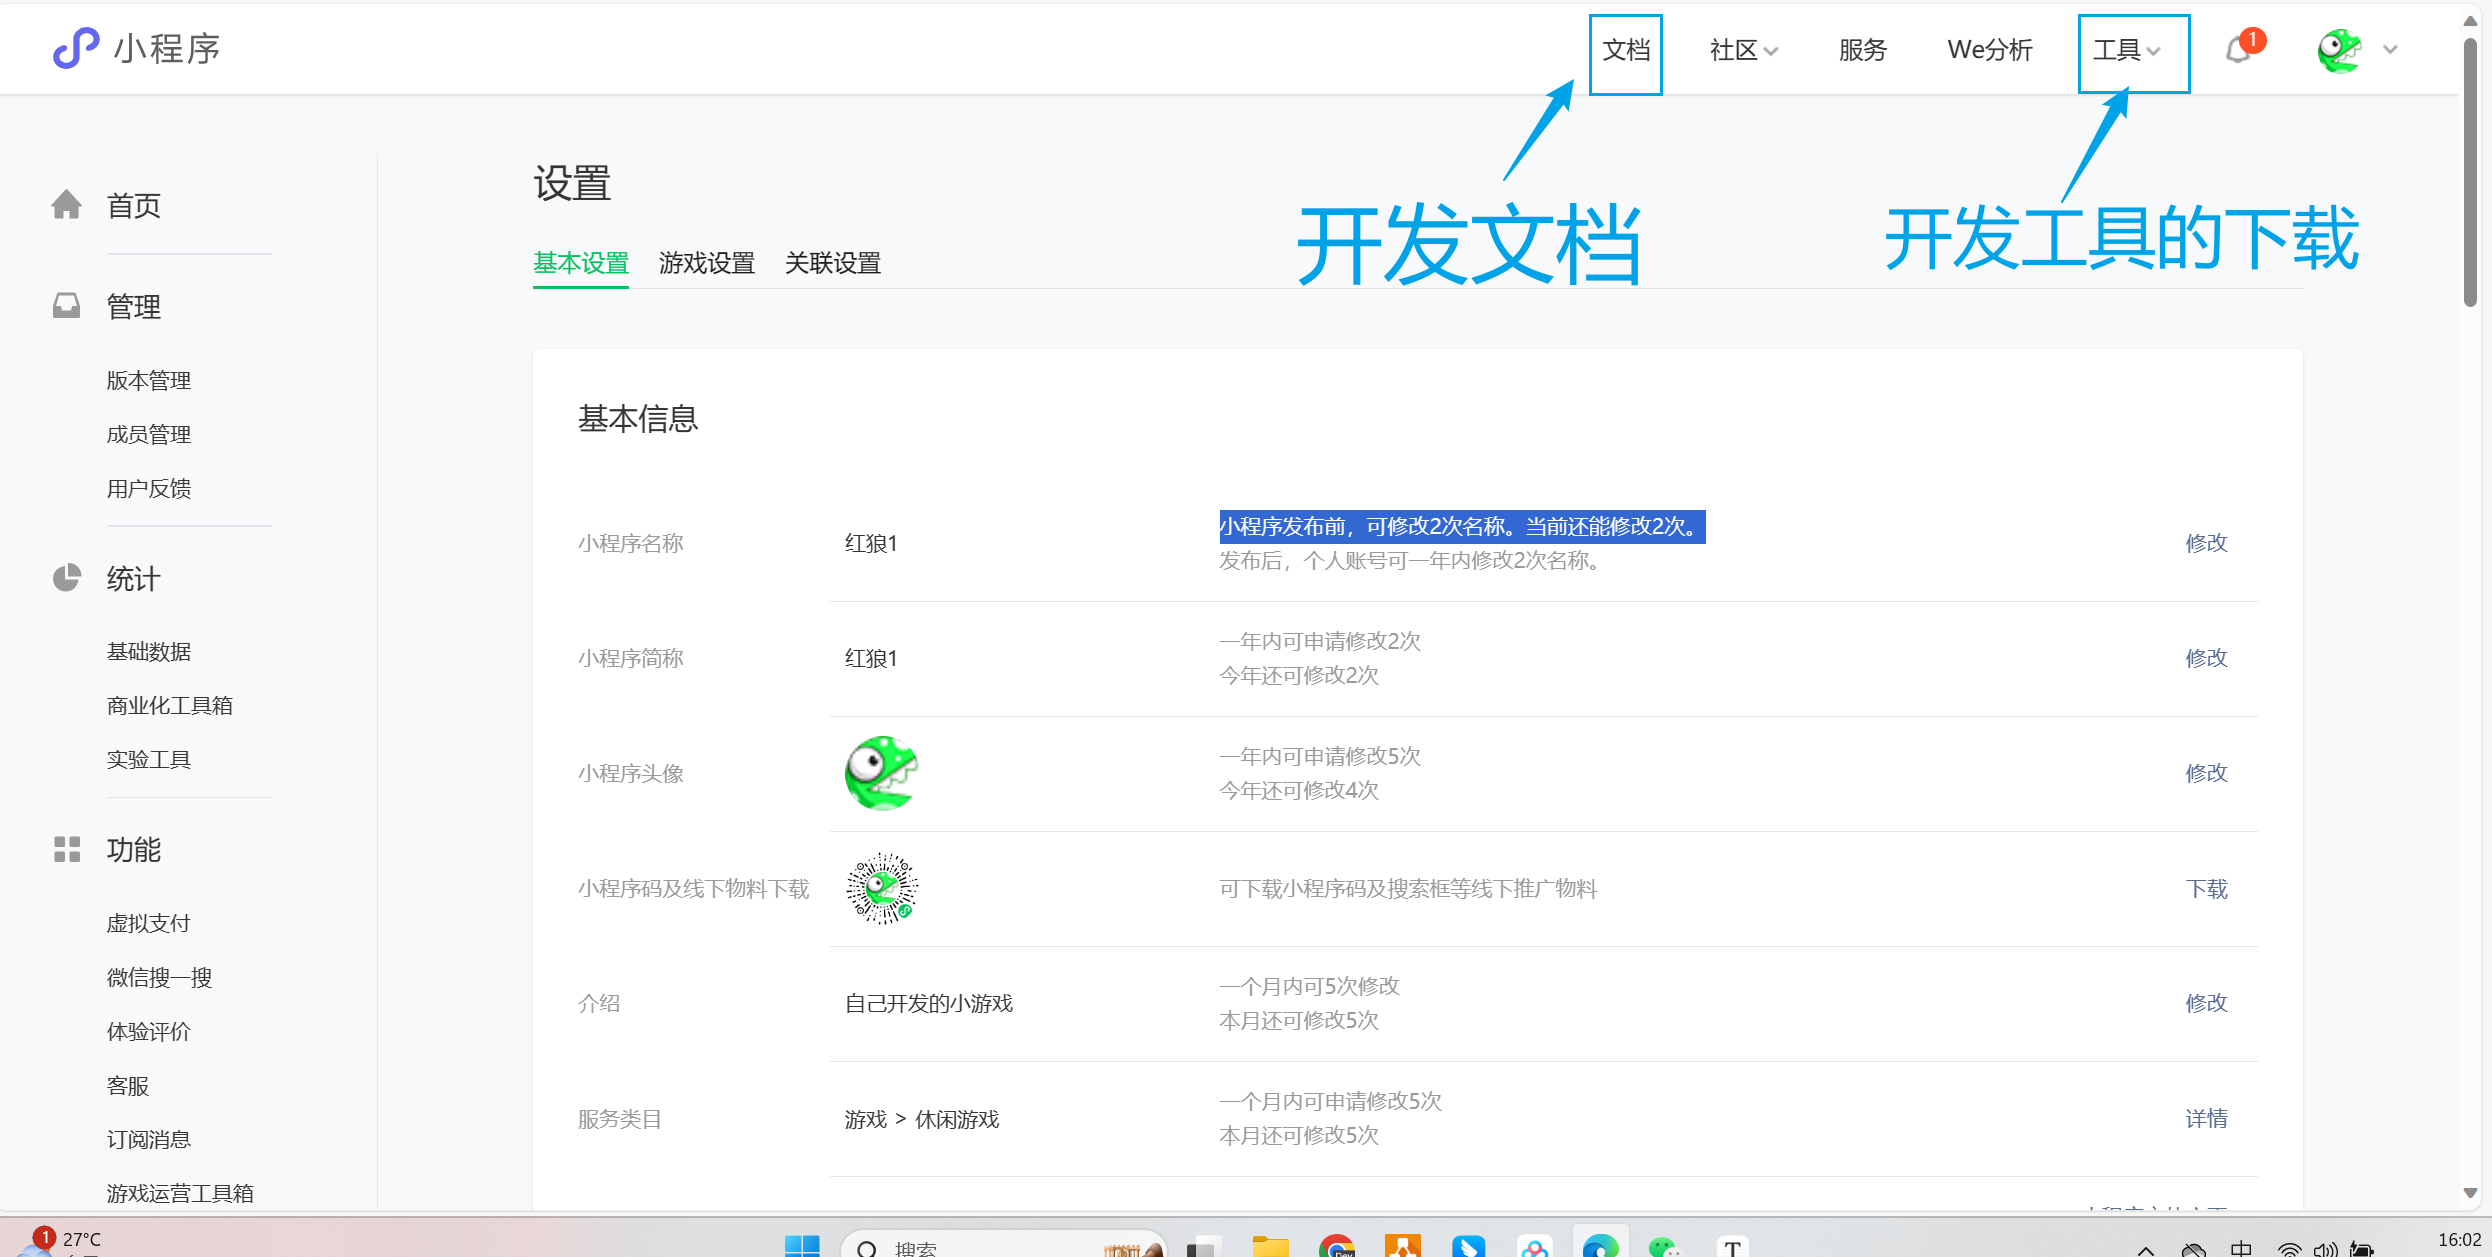 小程序
文档
社区
服务
We分析
工具
1
开发文档
开发工具的下载
首页
管理
版本管理
成员管理
用户反馈
统计
基础数据
商业化工具箱
实验工具
功能
虚拟支付
微信搜一搜
体验评价
客服
订阅消息
游戏运营工具箱
设置
基本设置 游戏设置 关联设置
基本信息
小程序名称
红狼1
小程序发布前，可修改2次名称。当前还能修改2次。
发布后，个人账号可一年内修改2次名称。
修改
小程序简称
红狼1
一年内可申请修改2次
今年还可修改2次
修改
小程序头像
一年内可申请修改5次
今年还可修改4次
修改
小程序码及线下物料下载
可下载小程序码及搜索框等线下推广物料
下载
介绍
自己开发的小游戏
一个月内可5次修改
本月还可修改5次
修改
服务类目
游戏 > 休闲游戏
一个月内可申请修改5次
本月还可修改5次
详情
1
27°C
搜索
Dev
T
中
16:02